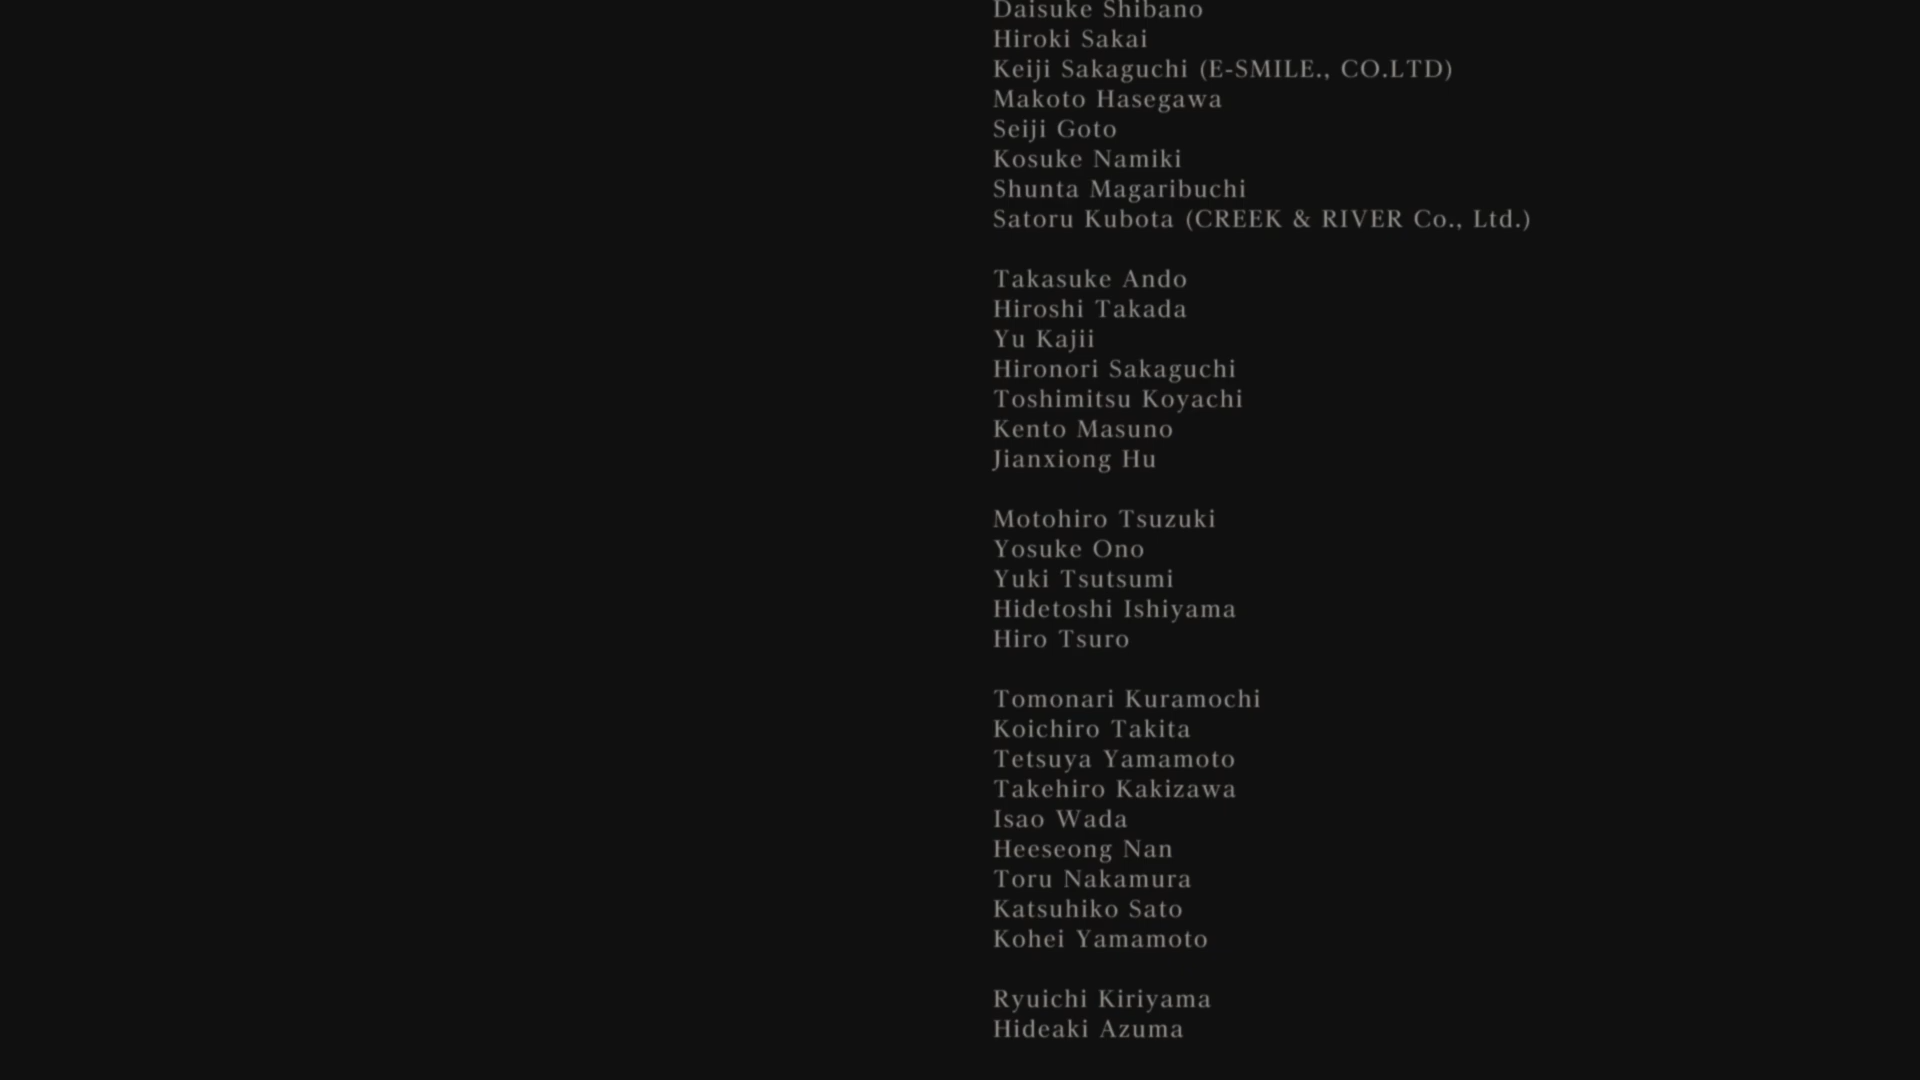 Daisuke Shibano
Hiroki Sakai
Keiji Sakaguchi (E-SMILE., CO.LTD)
Makoto Hasegawa
Seiji Goto
Kosuke Namiki
Shunta Magaribuchi
Satoru Kubota (CREEK & RIVER Co., Ltd.)
Takasuke Ando
Hiroshi Takada
Yu Kajii
Hironori Sakaguchi
Toshimitsu Koyachi
Kento Masuno
Jianxiong Hu
Motohiro Tsuzuki
Yosuke Ono
Yuki Tsutsumi
Hidetoshi Ishiyama
Hiro Tsuro
Tomonari Kuramochi
Koichiro Takita
Tetsuya Yamamoto
Takehiro Kakizawa
Isao Wada
Heeseong Nan
Toru Nakamura
Katsuhiko Sato
Kohei Yamamoto
Ryuichi Kiriyama
Hideaki Azuma